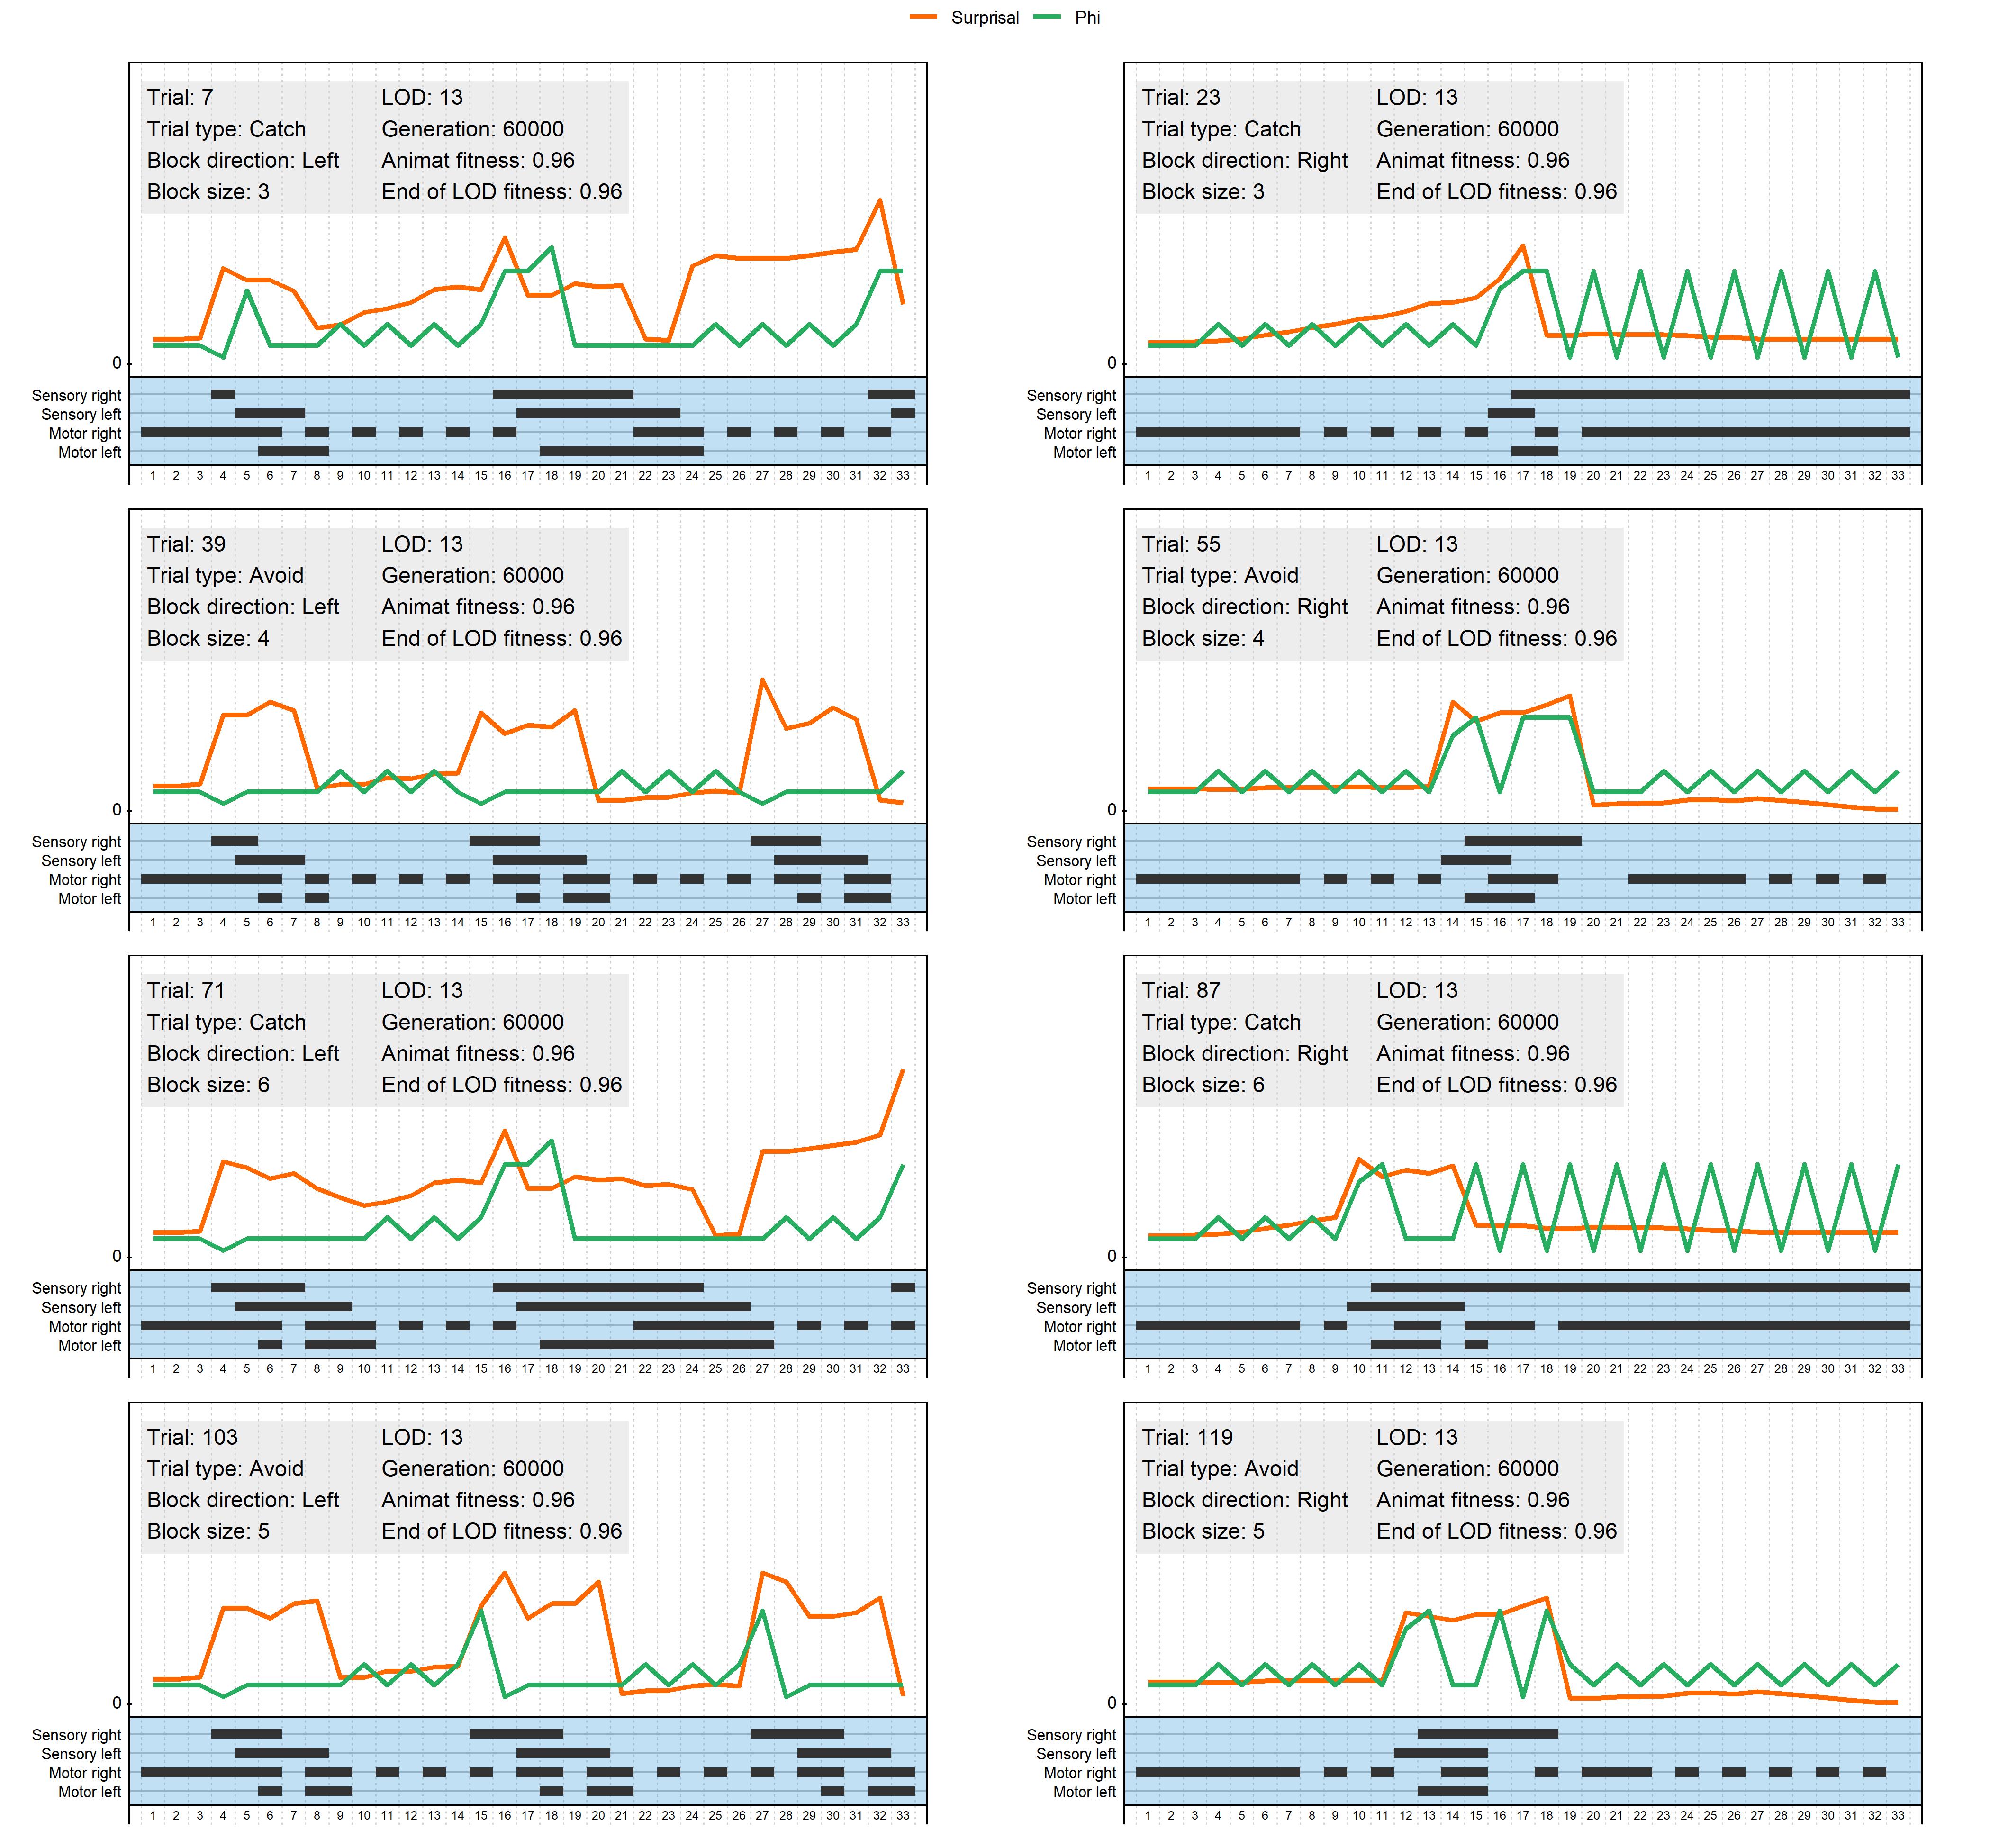 Surprisal Phi
Trial: 7 LOD: 13
Trial type: Catch Generation: 60000
Block direction: Left Animat fitness: 0.96
Block size: 3 End of LOD fitness: 0.96
0
Sensory right
Sensory left
Motor right
Motor left
1 2 3 4 5 6 7 8 9 10 11 12 13 14 15 16 17 18 19 20 21 22 23 24 25 26 27 28 29 30 31 32 33
Trial: 23 LOD: 13
Trial type: Catch Generation: 60000
Block direction: Right Animat fitness: 0.96
Block size: 3 End of LOD fitness: 0.96
0
Sensory right
Sensory left
Motor right
Motor left
1 2 3 4 5 6 7 8 9 10 11 12 13 14 15 16 17 18 19 20 21 22 23 24 25 26 27 28 29 30 31 32 33
Trial: 39 LOD: 13
Trial type: Avoid Generation: 60000
Block direction: Left Animat fitness: 0.96
Block size: 4 End of LOD fitness: 0.96
0
Sensory right
Sensory left
Motor right
Motor left
1 2 3 4 5 6 7 8 9 10 11 12 13 14 15 16 17 18 19 20 21 22 23 24 25 26 27 28 29 30 31 32 33
Trial: 55 LOD: 13
Trial type: Avoid Generation: 60000
Block direction: Right Animat fitness: 0.96
Block size: 4 End of LOD fitness: 0.96
0
Sensory right
Sensory left
Motor right
Motor left
1 2 3 4 5 6 7 8 9 10 11 12 13 14 15 16 17 18 19 20 21 22 23 24 25 26 27 28 29 30 31 32 33
Trial: 71 LOD: 13
Trial type: Catch Generation: 60000
Block direction: Left Animat fitness: 0.96
Block size: 6 End of LOD fitness: 0.96
0
Sensory right
Sensory left
Motor right
Motor left
1 2 3 4 5 6 7 8 9 10 11 12 13 14 15 16 17 18 19 20 21 22 23 24 25 26 27 28 29 30 31 32 33
Trial: 87 LOD: 13
Trial type: Catch Generation: 60000
Block direction: Right Animat fitness: 0.96
Block size: 6 End of LOD fitness: 0.96
0
Sensory right
Sensory left
Motor right
Motor left
1 2 3 4 5 6 7 8 9 10 11 12 13 14 15 16 17 18 19 20 21 22 23 24 25 26 27 28 29 30 31 32 33
Trial: 103 LOD: 13
Trial type: Avoid Generation: 60000
Block direction: Left Animat fitness: 0.96
Block size: 5 End of LOD fitness: 0.96
0
Sensory right
Sensory left
Motor right
Motor left
1 2 3 4 5 6 7 8 9 10 11 12 13 14 15 16 17 18 19 20 21 22 23 24 25 26 27 28 29 30 31 32 33
Trial: 119 LOD: 13
Trial type: Avoid Generation: 60000
Block direction: Right Animat fitness: 0.96
Block size: 5 End of LOD fitness: 0.96
0
Sensory right
Sensory left
Motor right
Motor left
1 2 3 4 5 6 7 8 9 10 11 12 13 14 15 16 17 18 19 20 21 22 23 24 25 26 27 28 29 30 31 32 33